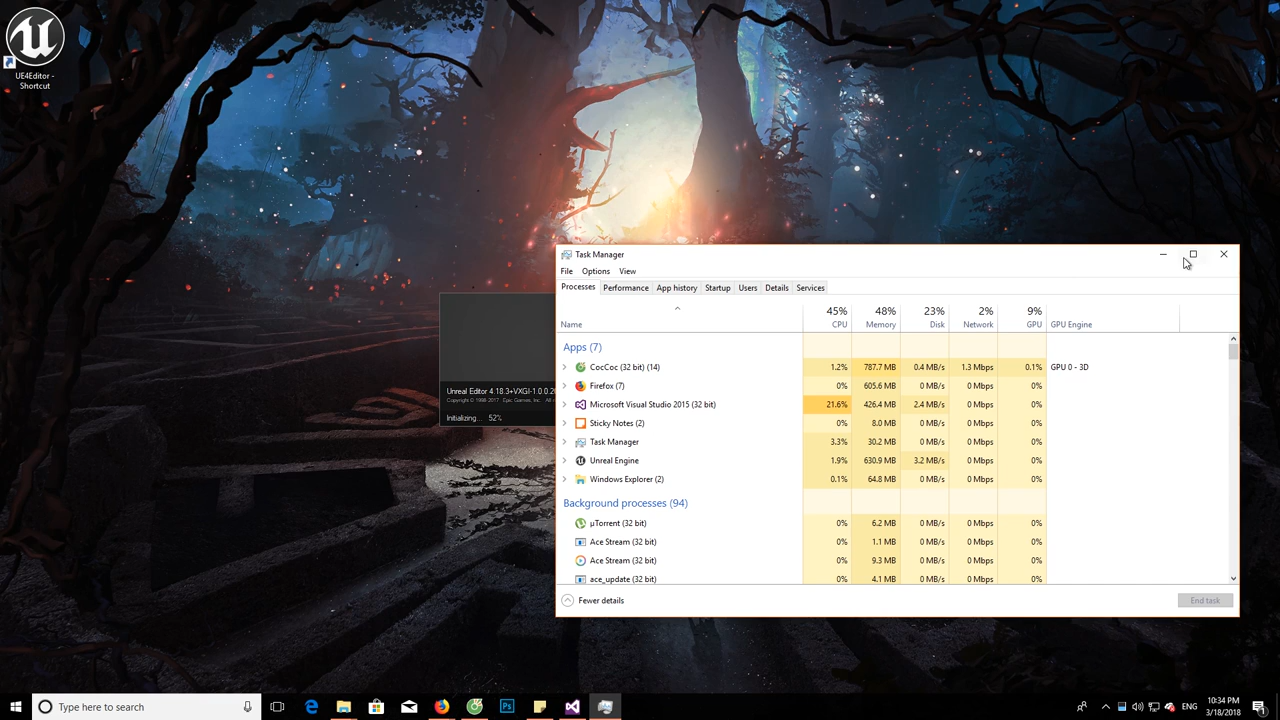 UE4Editor -
Shortcut
Task Manager
File Options View
Processes Performance App history Startup Users Details Services
45% 48% 23% 2% 9%
Name CPU Memory Disk Network GPU GPU Engine
Apps (7)
CocCoc (32 bit) (14) 1.2% 787.7 MB 0.4 MB/s 1.3 Mbps 0.1% GPU 0 - 3D
Firefox (7) 0% 605.6 MB 0 MB/s 0 Mbps 0%
Microsoft Visual Studio 2015 (32 bit) 21.6% 426.4 MB 2.4 MB/s 0 Mbps 0%
Sticky Notes (2) 0% 8.0 MB 0 MB/s 0 Mbps 0%
Task Manager 3.3% 30.2 MB 0 MB/s 0 Mbps 0%
Unreal Engine 1.9% 630.9 MB 3.2 MB/s 0 Mbps 0%
Windows Explorer (2) 0.1% 64.8 MB 0 MB/s 0 Mbps 0%
Background processes (94)
µTorrent (32 bit) 0% 6.2 MB 0 MB/s 0 Mbps 0%
Ace Stream (32 bit) 0% 1.1 MB 0 MB/s 0 Mbps 0%
Ace Stream (32 bit) 0% 9.3 MB 0 MB/s 0 Mbps 0%
ace_update (32 bit) 0% 4.1 MB 0 MB/s 0 Mbps 0%
Fewer details End task
Unreal Editor 4.18.3+VXGI-1.0.0.20
Copyright © 1998-2017 Epic Games, Inc. All
Initializing... 52%
Type here to search
Ps
ENG
10:34 PM
3/18/2018